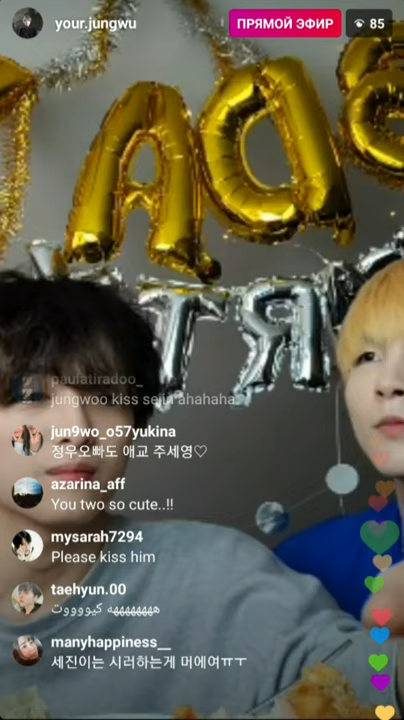 your.jungwu
ПРЯМОЙ ЭФИР
85
paulatiradoo_
jungwoo kiss sejin ahahaha
jun9wo_o57yukina
정우오빠도 애교 주세영♡
azarina_aff
You two so cute..!!
mysarah7294
Please kiss him
taehyun.00
manyhappiness__
세진이는 시러하는게 머에여ㅠㅜ